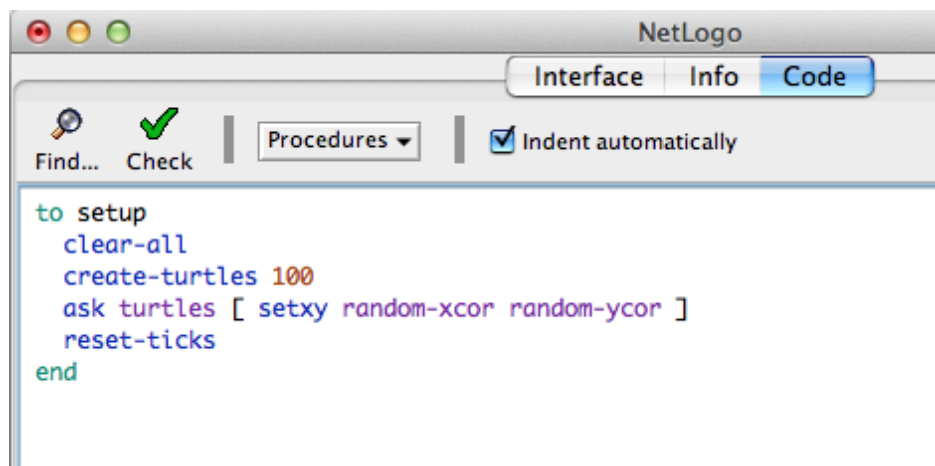 NetLogo
Interface Info Code
Find... Check Procedures Indent automatically
to setup
  clear-all
  create-turtles 100
  ask turtles [ setxy random-xcor random-ycor ]
  reset-ticks
end